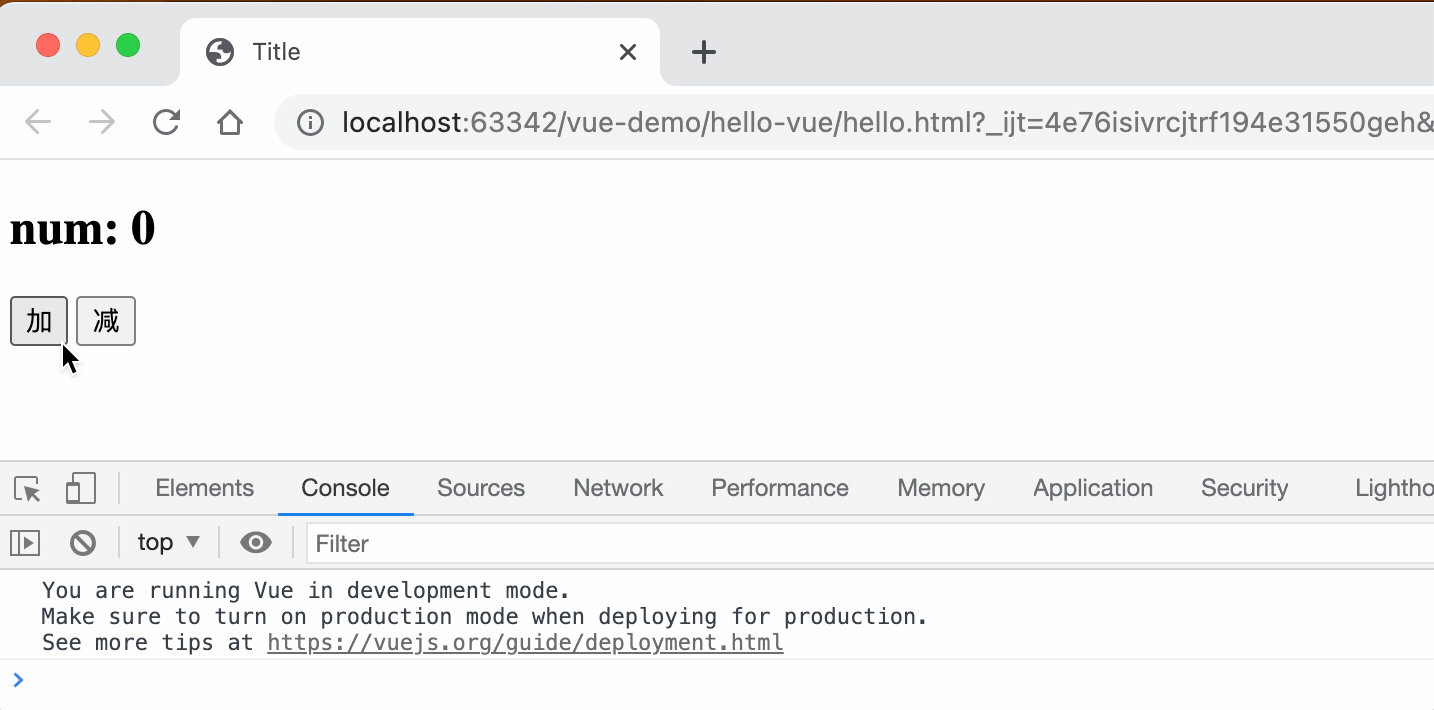 Title
localhost:63342/vue-demo/hello-vue/hello.html?_ijt=4e76isivrcjtrf194e31550geh&
num: 0
加 减
Elements Console Sources Network Performance Memory Application Security Lightho
top Filter
You are running Vue in development mode.
Make sure to turn on production mode when deploying for production.
See more tips at https://vuejs.org/guide/deployment.html